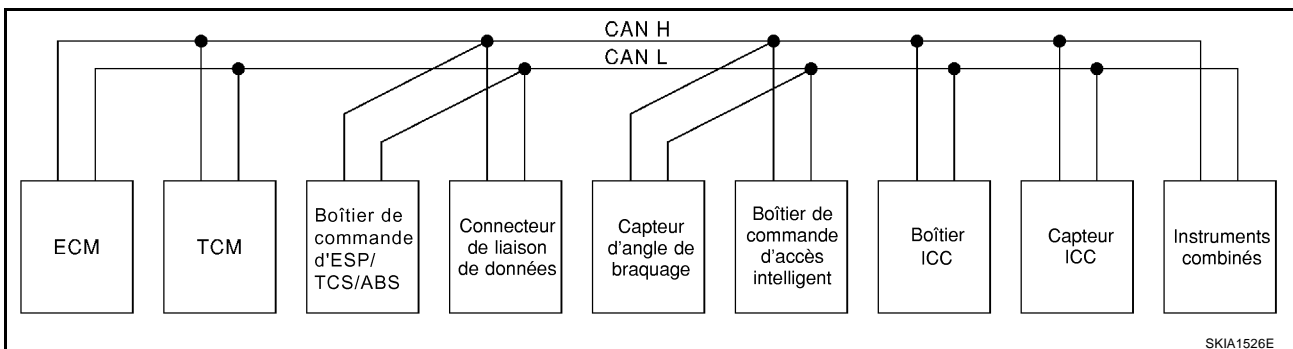 CAN H
CAN L
ECM
TCM
Boîtier de
commande
d'ESP/
TCS/ABS
Connecteur
de liaison
de données
Capteur
d'angle de
braquage
Boîtier de
commande
d'accès
intelligent
Boîtier
ICC
Capteur
ICC
Instruments
combinés
SKIA1526E